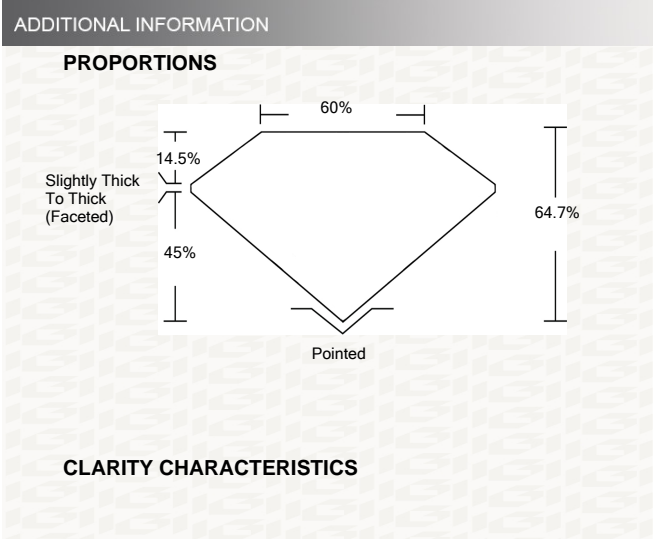 ADDITIONAL INFORMATION
PROPORTIONS
60%
14.5%
Slightly Thick
To Thick
(Faceted)
64.7%
45%
Pointed
CLARITY CHARACTERISTICS